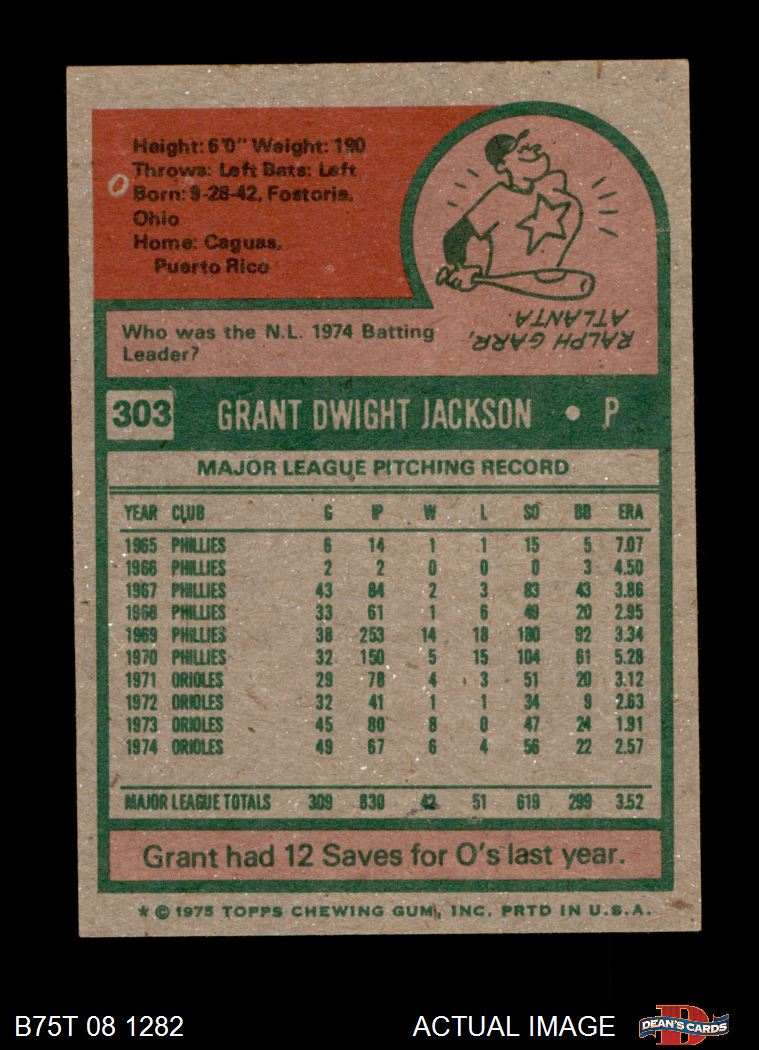 Height: 6'0" Weight: 190
Throws: Left Bats: Left
Born: 9-28-42, Fostoria,
Ohio
Home: Caguas,
Puerto Rico
Who was the N.L. 1974 Batting
Leader?
RALPH GARR,
ATLANTA.
303 GRANT DWIGHT JACKSON • P
MAJOR LEAGUE PITCHING RECORD
YEAR CLUB G IP W L SO BB ERA
1965 PHILLIES 6 14 1 1 15 5 7.07
1966 PHILLIES 2 2 0 0 0 3 4.50
1967 PHILLIES 43 84 2 3 83 43 3.86
1968 PHILLIES 33 61 1 6 49 20 2.95
1969 PHILLIES 38 253 14 18 180 92 3.34
1970 PHILLIES 32 150 5 15 104 61 5.28
1971 ORIOLES 29 78 4 3 51 20 3.12
1972 ORIOLES 32 41 1 1 34 9 2.63
1973 ORIOLES 45 80 8 0 47 24 1.91
1974 ORIOLES 49 67 6 4 56 22 2.57
MAJOR LEAGUE TOTALS 309 830 42 51 619 299 3.52
Grant had 12 Saves for O's last year.
* © 1975 TOPPS CHEWING GUM, INC. PRTD IN U.S.A.
B75T 08 1282 ACTUAL IMAGE
DEAN'S CARDS